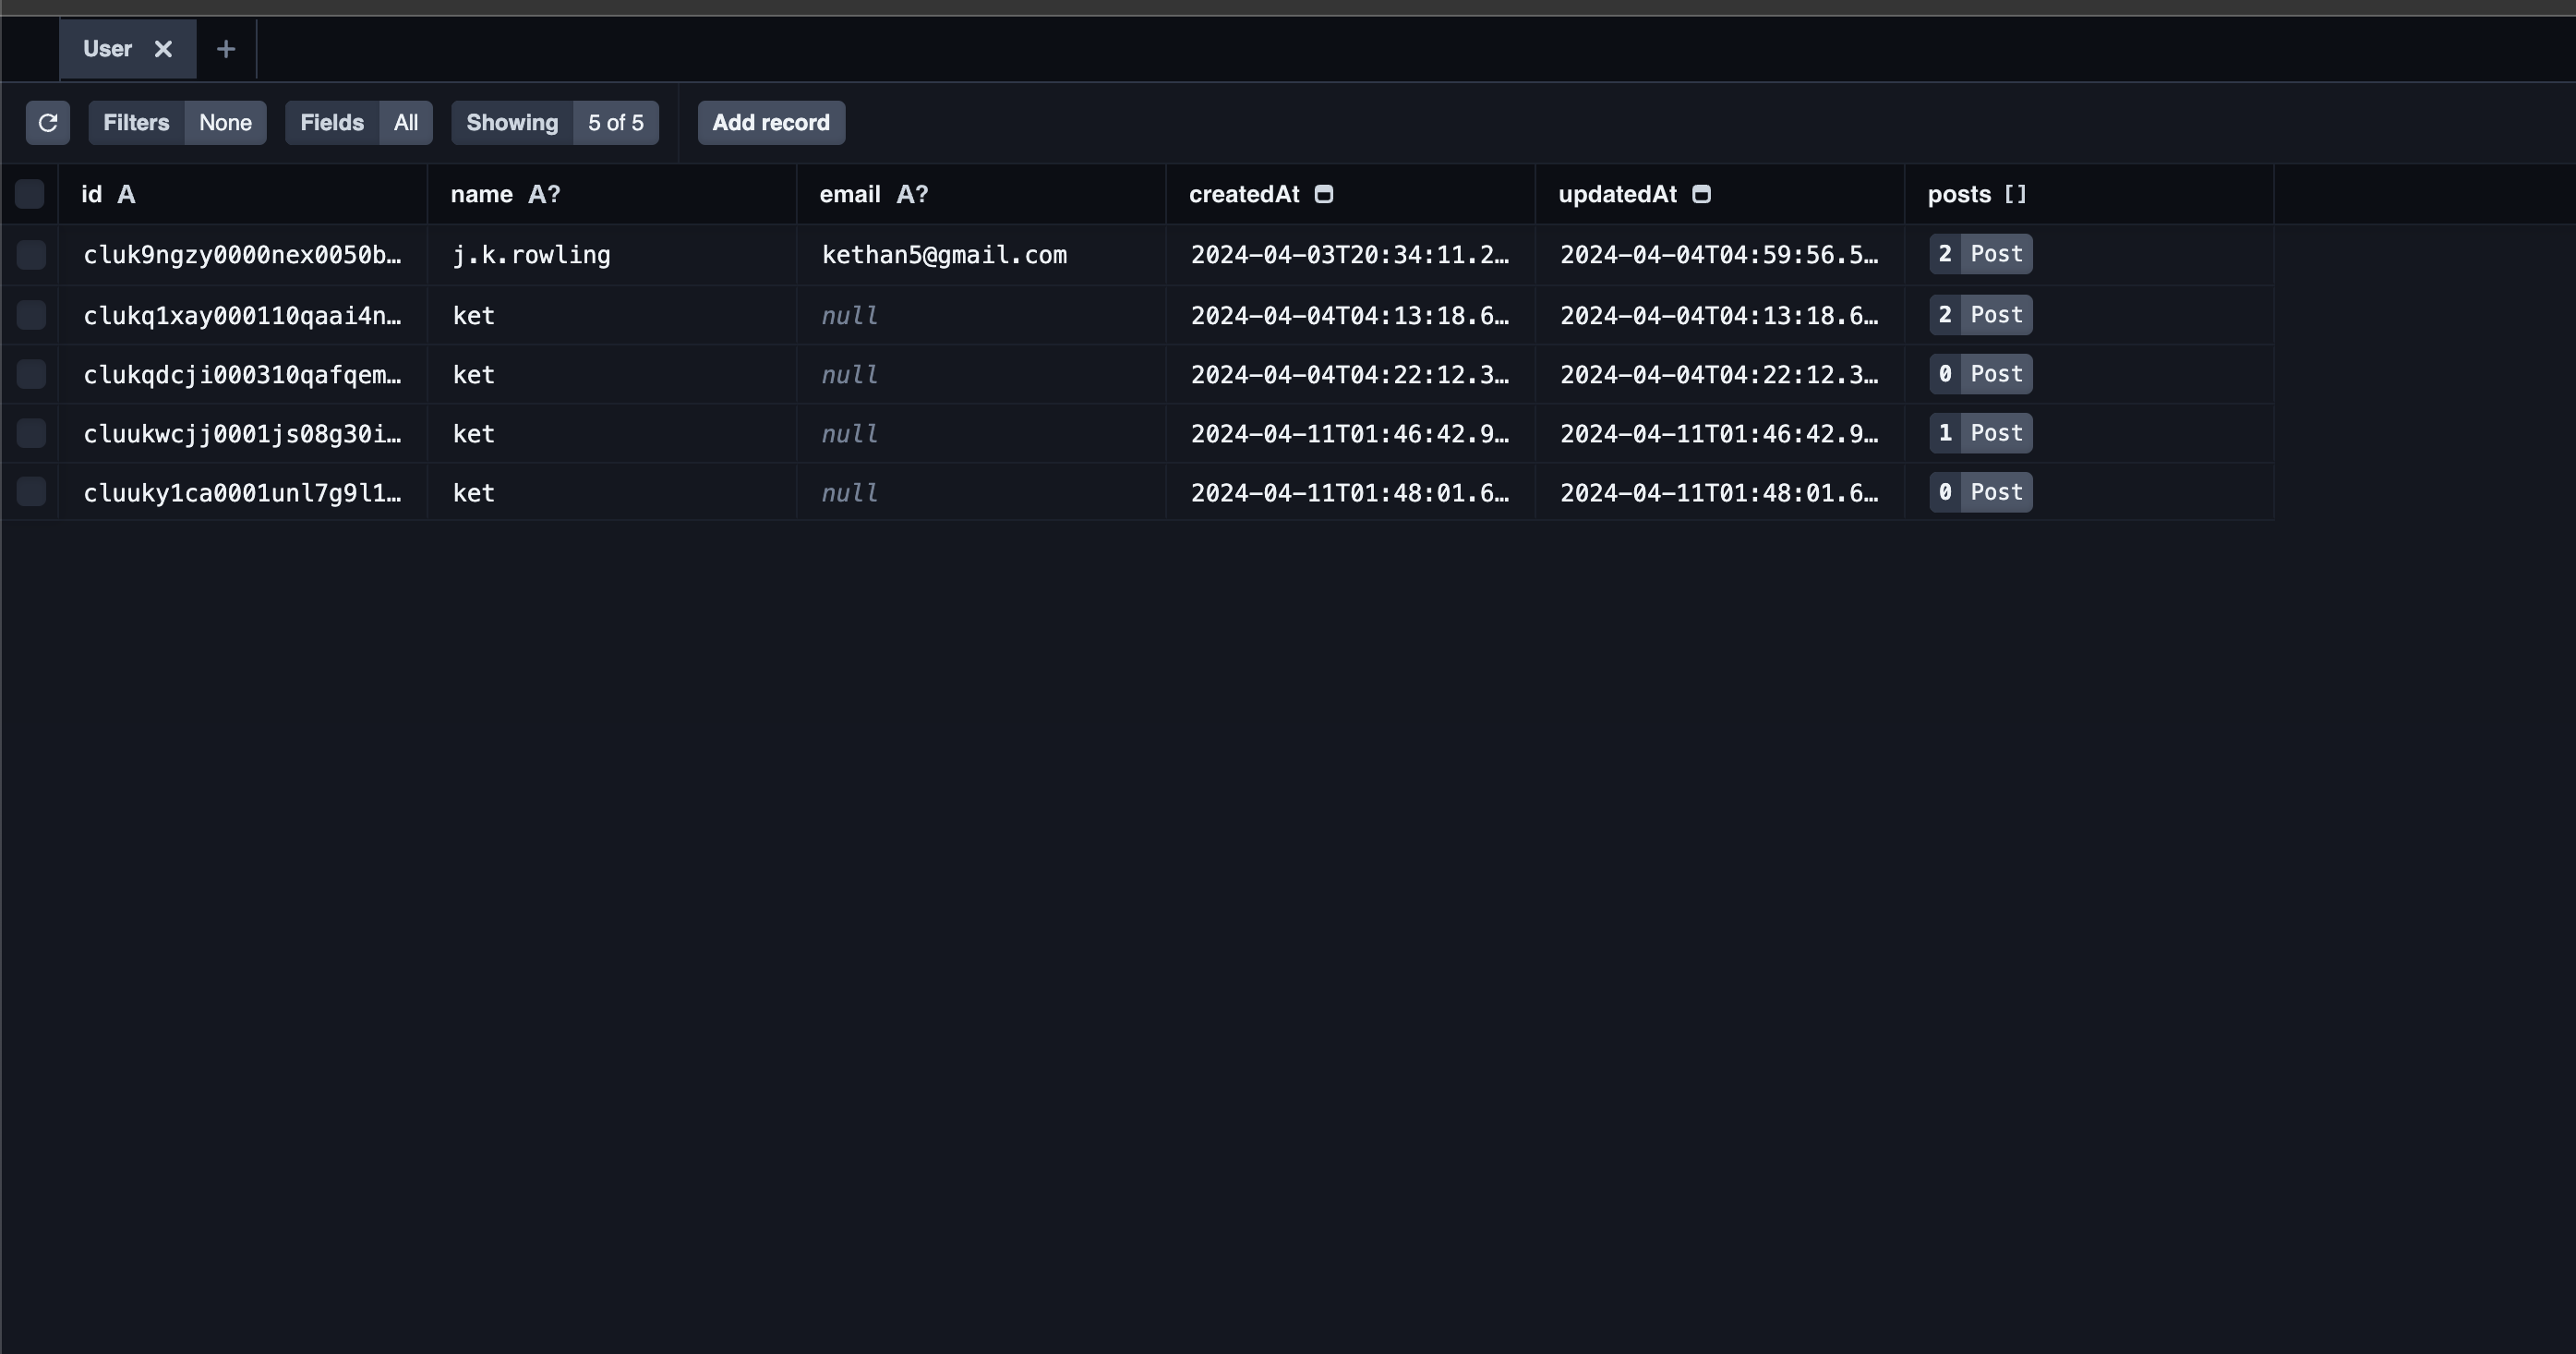 User
Filters None Fields All Showing 5 of 5 Add record
id A name A? email A? createdAt updatedAt posts []
cluk9ngzy0000nex0050b… j.k.rowling kethan5@gmail.com 2024-04-03T20:34:11.2… 2024-04-04T04:59:56.5… 2 Post
clukq1xay000110qaai4n… ket null 2024-04-04T04:13:18.6… 2024-04-04T04:13:18.6… 2 Post
clukqdcji000310qafqem… ket null 2024-04-04T04:22:12.3… 2024-04-04T04:22:12.3… 0 Post
cluukwcjj0001js08g30i… ket null 2024-04-11T01:46:42.9… 2024-04-11T01:46:42.9… 1 Post
cluuky1ca0001unl7g9l1… ket null 2024-04-11T01:48:01.6… 2024-04-11T01:48:01.6… 0 Post